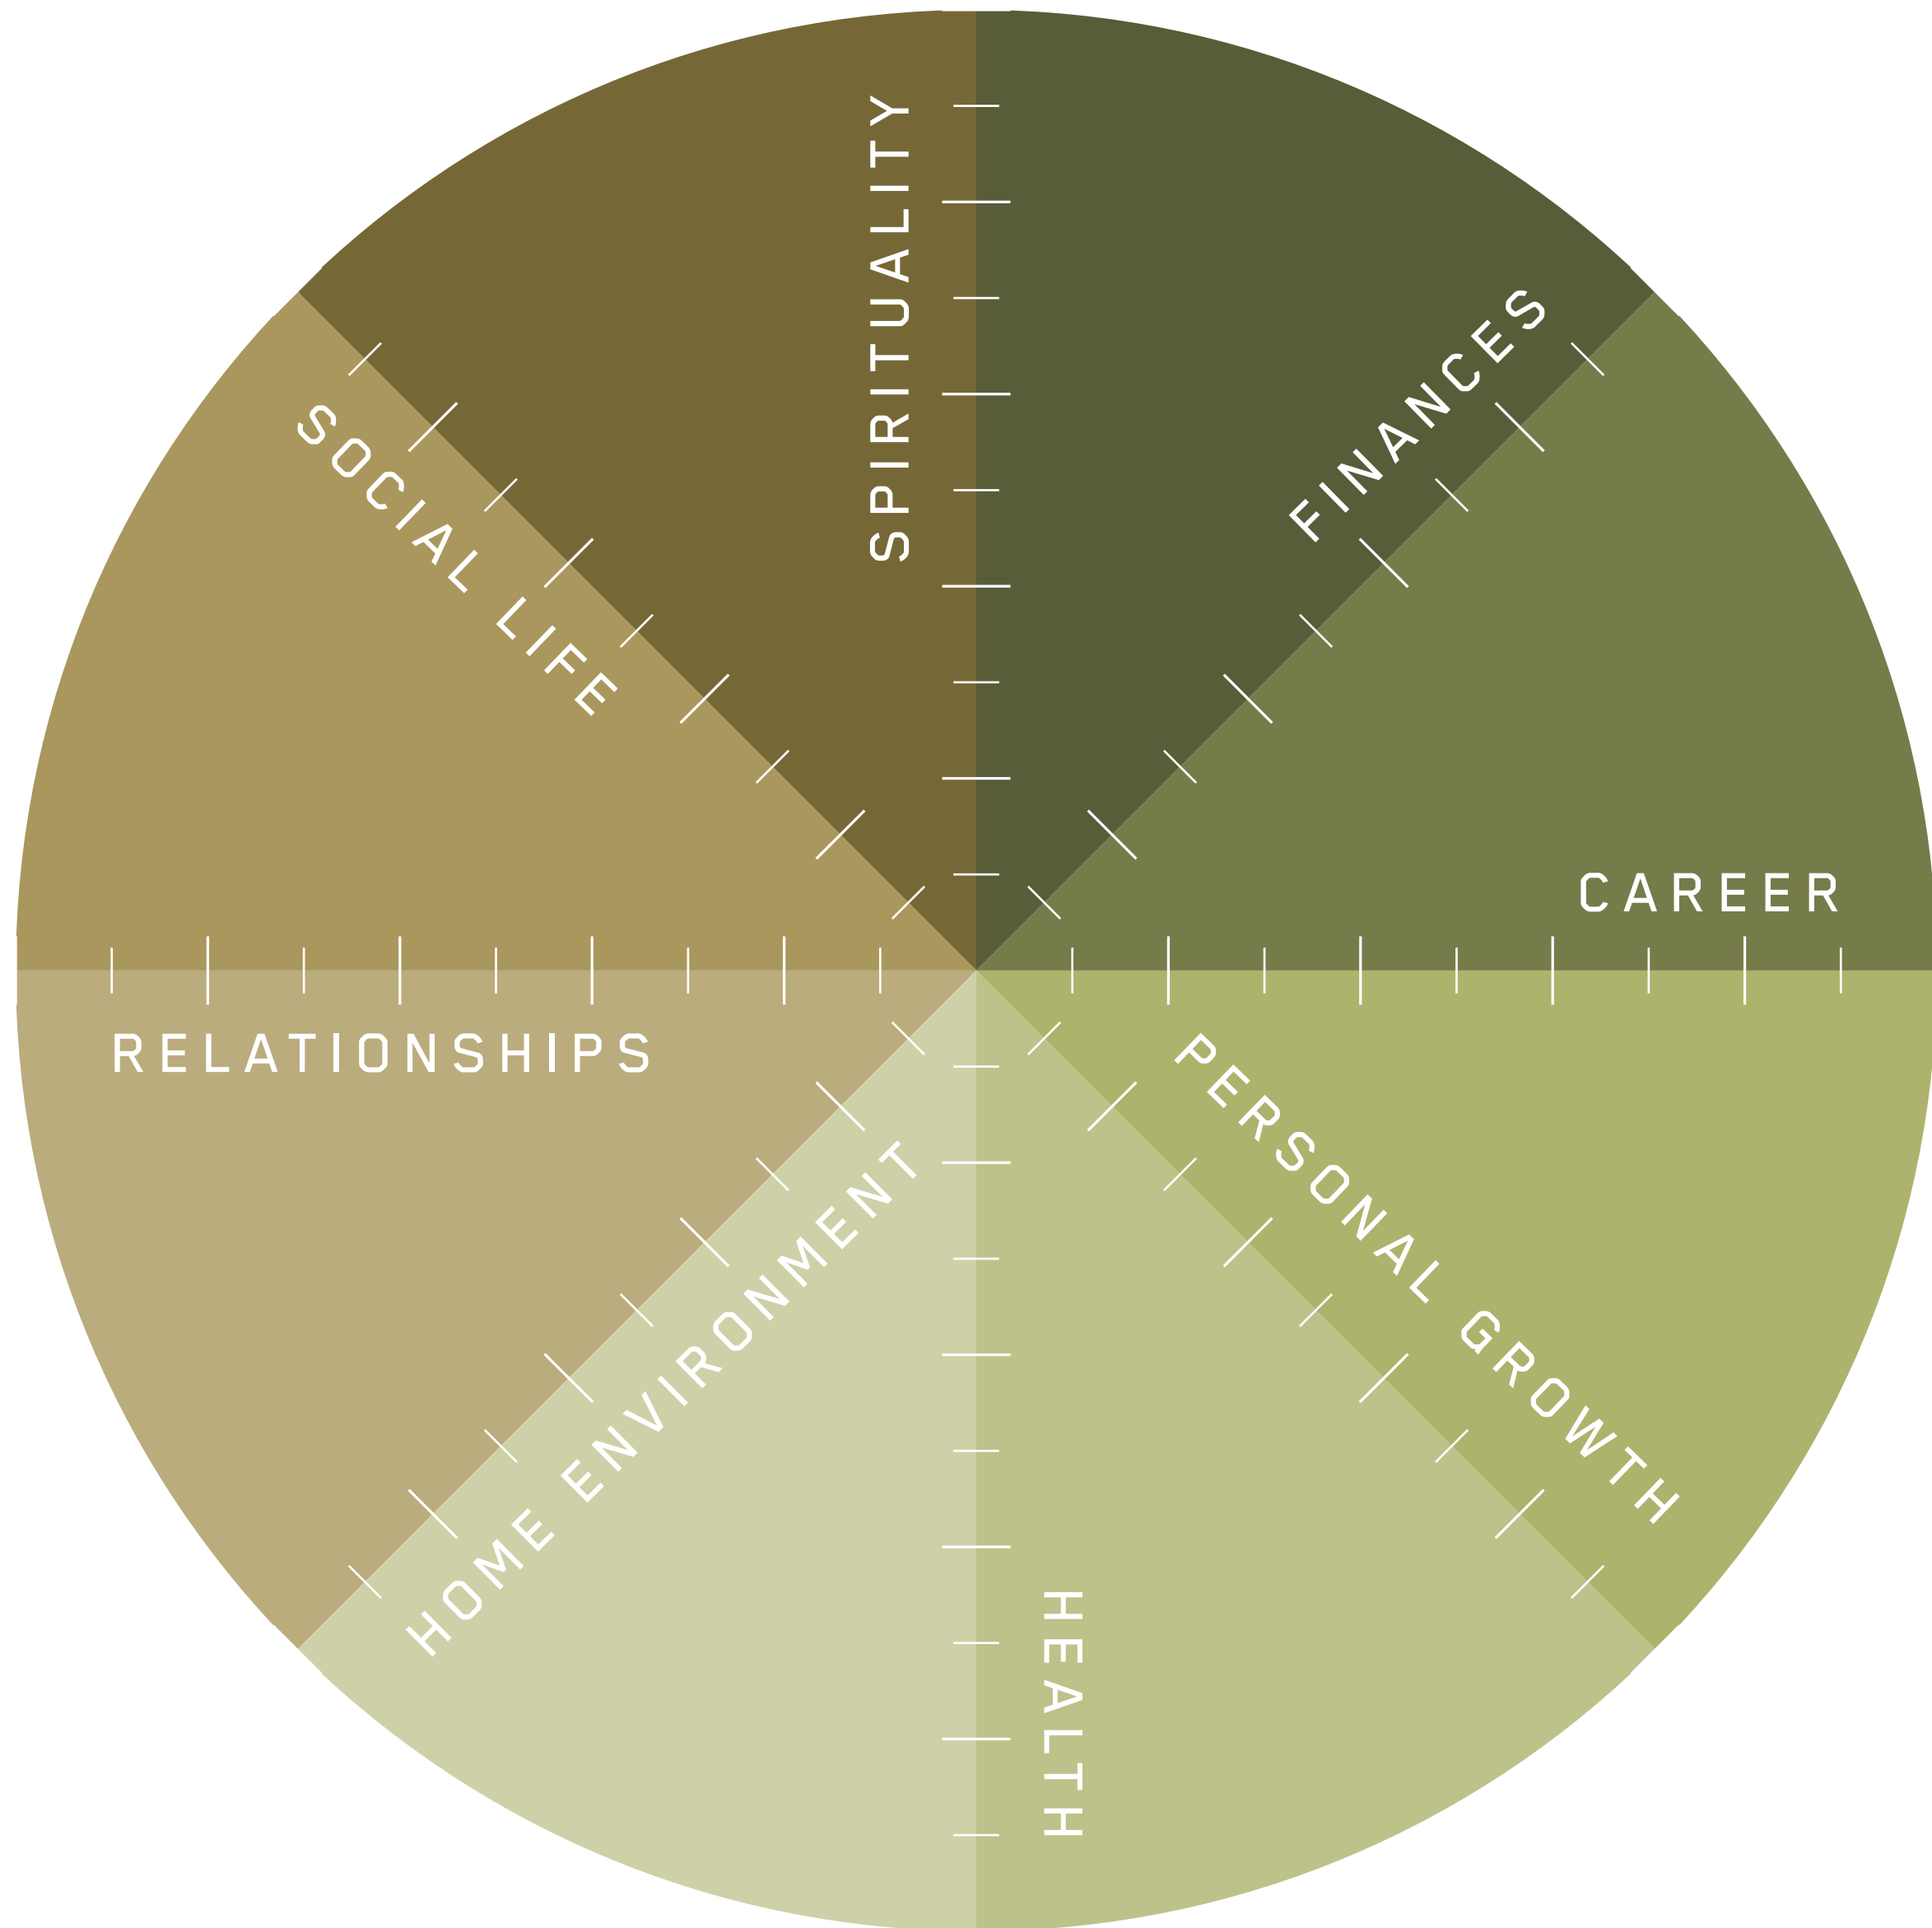 SPIRITUALITY
FINANCES
SOCIAL LIFE
CAREER
RELATIONSHIPS
PERSONAL GROWTH
HOME ENVIRONMENT
HEALTH